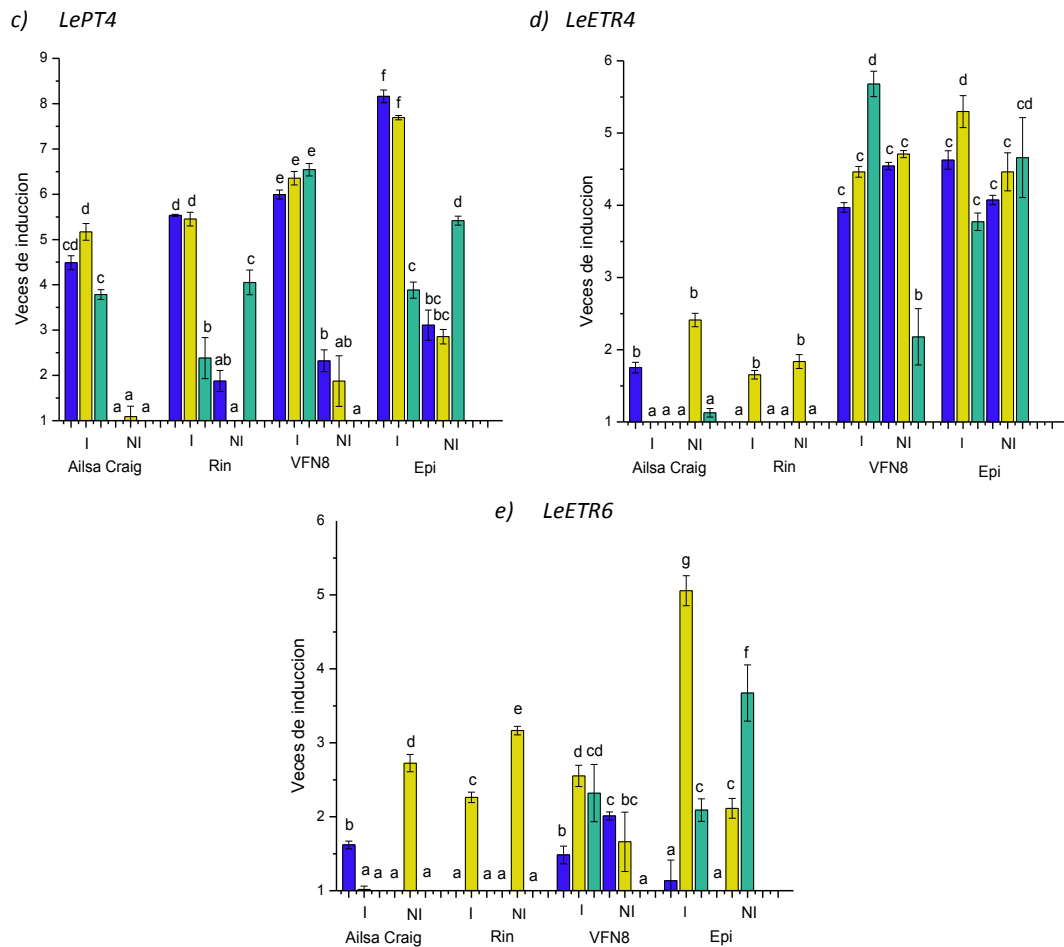 c) LePT4
Veces de induccion
9
8
7
6
5
4
3
2
1
cd d c a a a
d d b ab a c
e e e b ab a
f f c bc bc d
I NI I NI I NI I NI
Ailsa Craig Rin VFN8 Epi
d) LeETR4
6
5
4
3
2
1
b a a a b a
a b a a b a
c c d c c b
c d c c c cd
I NI I NI I NI I NI
Ailsa Craig Rin VFN8 Epi
e) LeETR6
Veces de induccion
6
5
4
3
2
1
b a a a d a
a c a a e a
b d cd c bc a
a g c a c f
I NI I NI I NI I NI
Ailsa Craig Rin VFN8 Epi